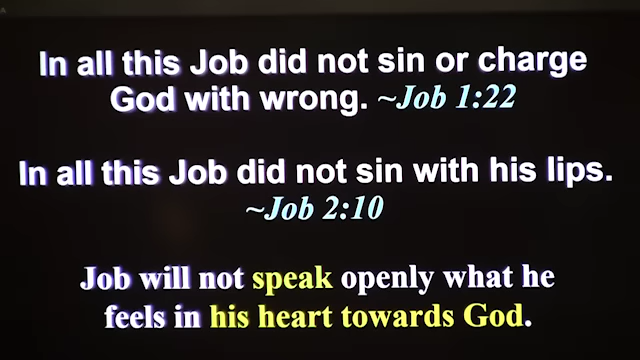 In all this Job did not sin or charge
God with wrong. ~Job 1:22
In all this Job did not sin with his lips.
~Job 2:10
Job will not speak openly what he
feels in his heart towards God.